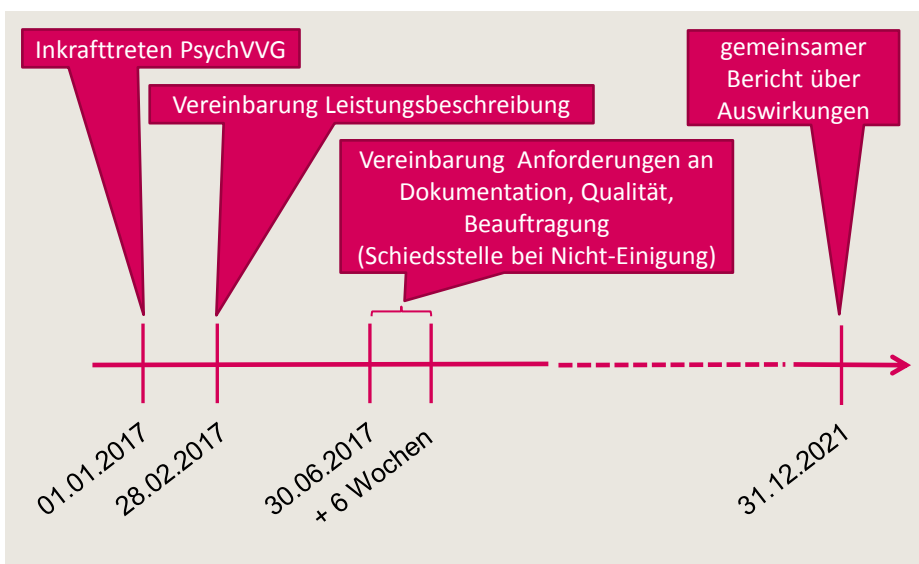 Inkrafttreten PsychVVG
Vereinbarung Leistungsbeschreibung
Vereinbarung Anforderungen an
Dokumentation, Qualität,
Beauftragung
(Schiedsstelle bei Nicht-Einigung)
gemeinsamer
Bericht über
Auswirkungen
01.01.2017
28.02.2017
30.06.2017
+ 6 Wochen
31.12.2021